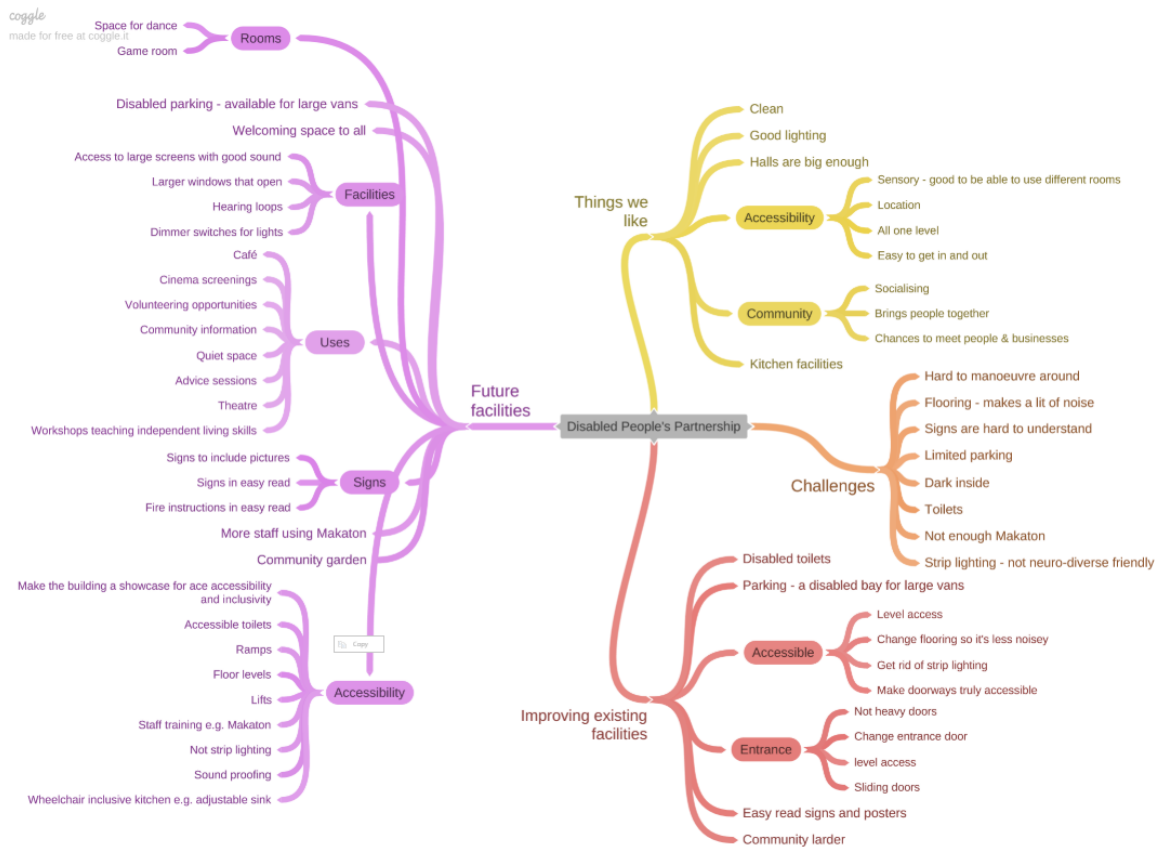 coggle
made for free at coggle.it
Space for dance
Game room
Rooms
Disabled parking - available for large vans
Welcoming space to all
Access to large screens with good sound
Larger windows that open
Hearing loops
Dimmer switches for lights
Facilities
Café
Cinema screenings
Volunteering opportunities
Community information
Quiet space
Advice sessions
Theatre
Workshops teaching independent living skills
Uses
Signs to include pictures
Signs in easy read
Fire instructions in easy read
Signs
More staff using Makaton
Community garden
Make the building a showcase for ace accessibility
and inclusivity
Accessible toilets
Ramps
Floor levels
Lifts
Staff training e.g. Makaton
Not strip lighting
Sound proofing
Wheelchair inclusive kitchen e.g. adjustable sink
Accessibility
Copy
Future
facilities
Disabled People's Partnership
Things we
like
Clean
Good lighting
Halls are big enough
Accessibility
Sensory - good to be able to use different rooms
Location
All one level
Easy to get in and out
Community
Socialising
Brings people together
Chances to meet people & businesses
Kitchen facilities
Challenges
Hard to manoeuvre around
Flooring - makes a lit of noise
Signs are hard to understand
Limited parking
Dark inside
Toilets
Not enough Makaton
Strip lighting - not neuro-diverse friendly
Improving existing
facilities
Disabled toilets
Parking - a disabled bay for large vans
Accessible
Level access
Change flooring so it's less noisey
Get rid of strip lighting
Make doorways truly accessible
Entrance
Not heavy doors
Change entrance door
level access
Sliding doors
Easy read signs and posters
Community larder